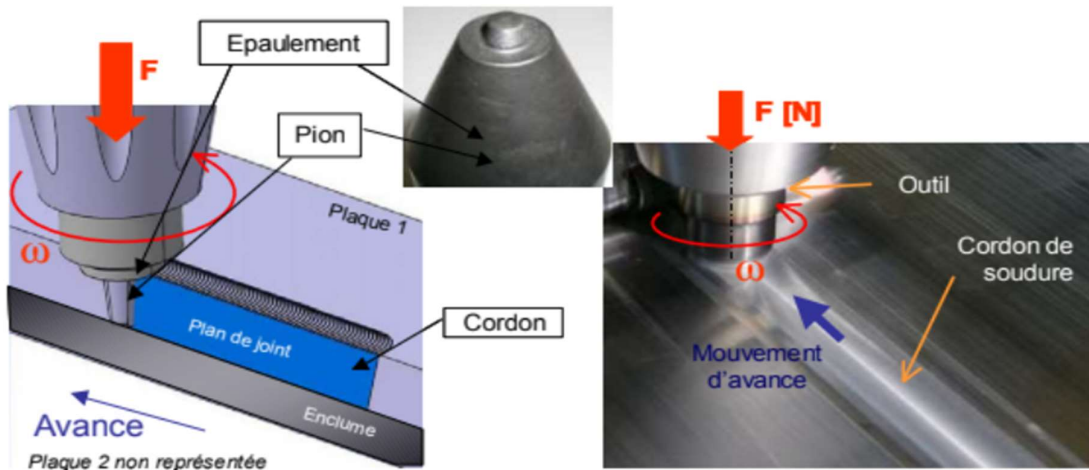 F
Epaulement
Pion
Plaque 1
ω
Plan de joint
Cordon
Enclume
Avance
Plaque 2 non représentée
F [N]
Outil
ω
Cordon de
soudure
Mouvement
d'avance